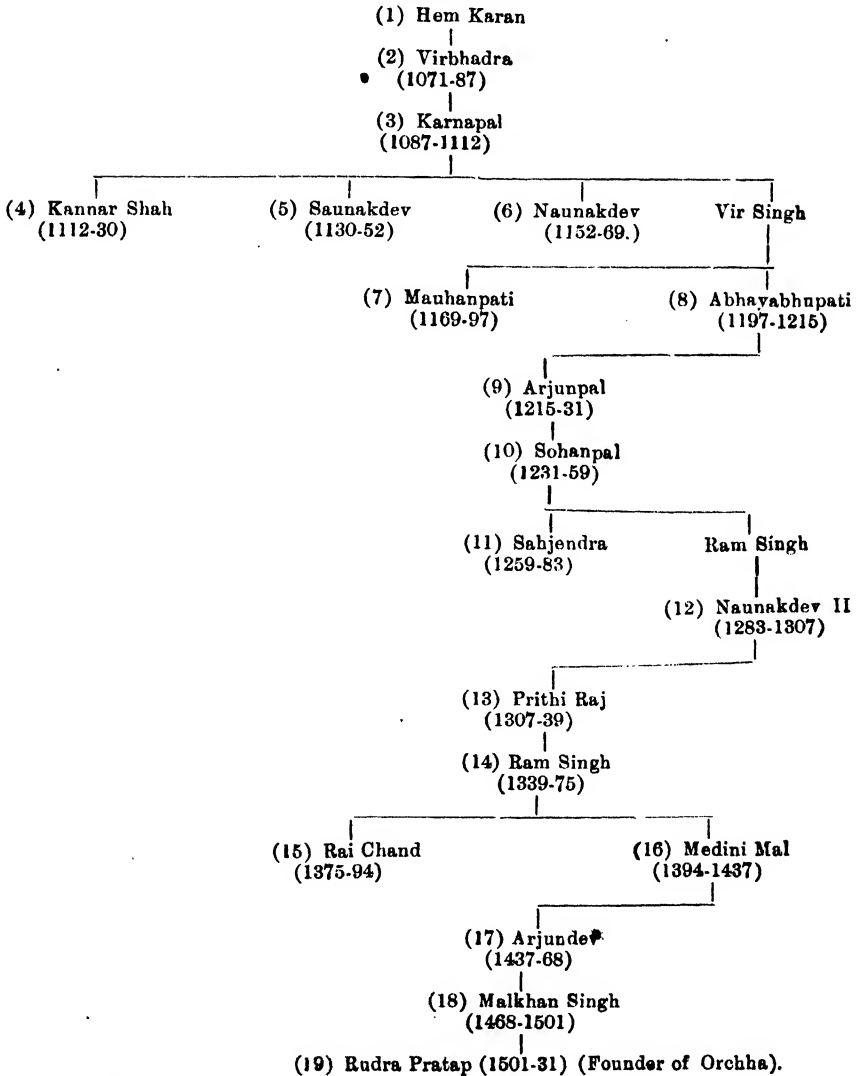 (1) Hem Karan
(2) Virbhadra
(1071-87)
(3) Karnapal
(1087-1112)
(4) Kannar Shah (5) Saunakdev (6) Naunakdev Vir Singh
(1112-30) (1130-52) (1152-69.)
(7) Mauhanpati (8) Abhayabhupati
(1169-97) (1197-1215)
(9) Arjunpal
(1215-31)
(10) Sohanpal
(1231-59)
(11) Sahjendra Ram Singh
(1259-83)
(12) Naunakdev II
(1283-1307)
(13) Prithi Raj
(1307-39)
(14) Ram Singh
(1339-75)
(15) Rai Chand (16) Medini Mal
(1375-94) (1394-1437)
(17) Arjundev
(1437-68)
(18) Malkhan Singh
(1468-1501)
(19) Rudra Pratap (1501-31) (Founder of Orchha).